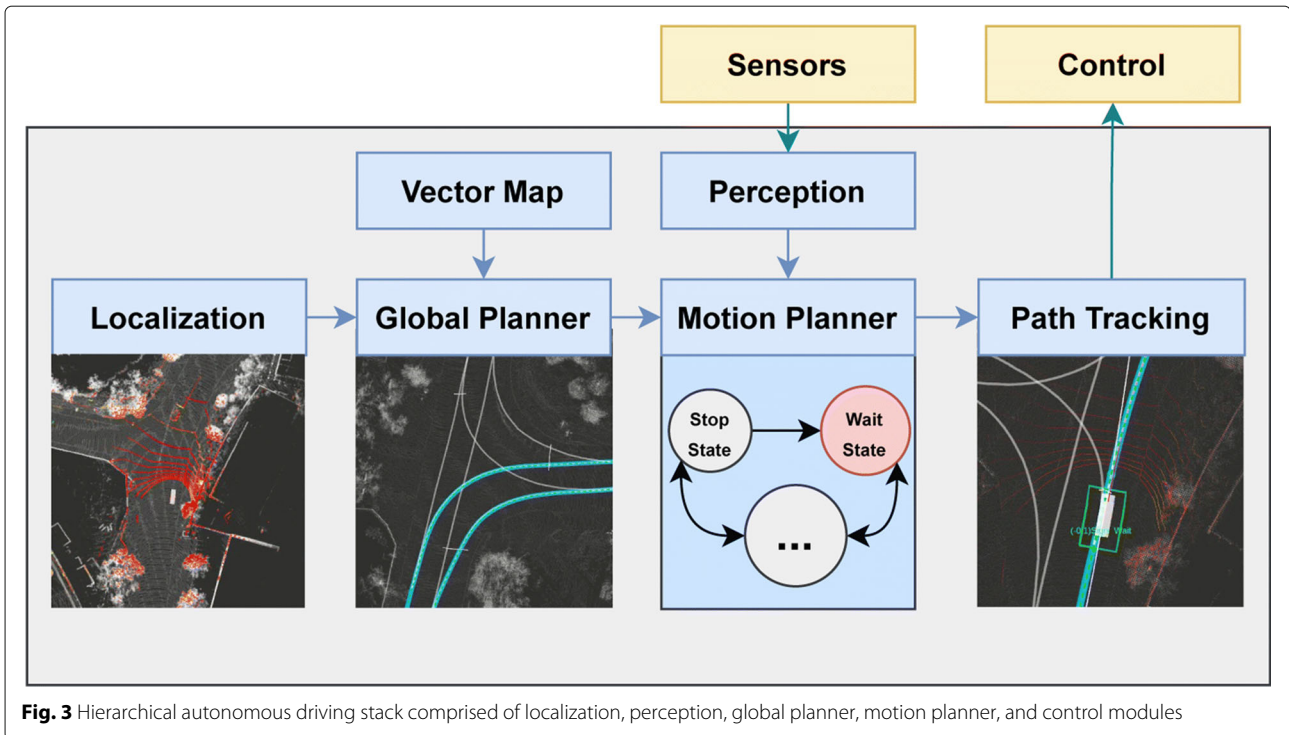 Sensors
Control
Vector Map
Perception
Localization
Global Planner
Motion Planner
Path Tracking
Stop
State
Wait
State
...
Fig. 3 Hierarchical autonomous driving stack comprised of localization, perception, global planner, motion planner, and control modules